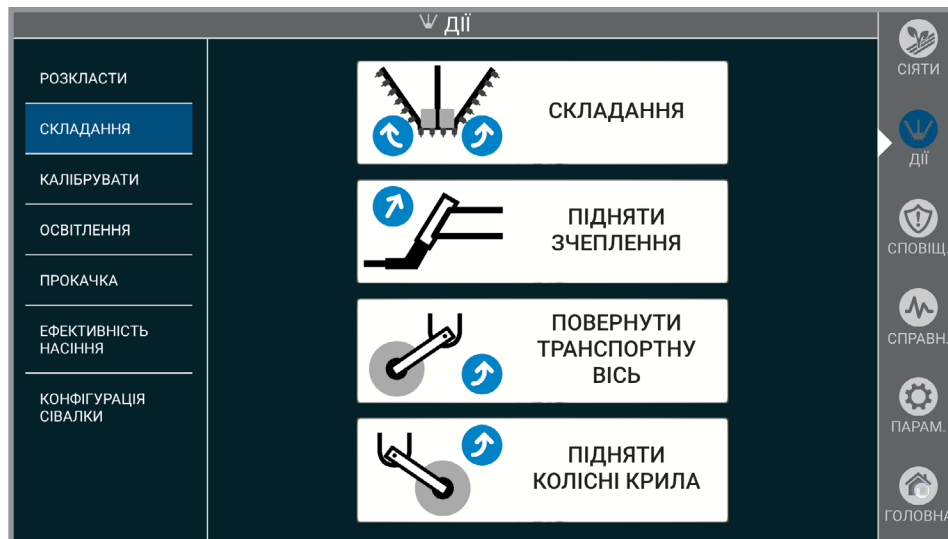 ДІЇ
РОЗКЛАСТИ
СКЛАДАННЯ
КАЛІБРУВАТИ
ОСВІТЛЕННЯ
ПРОКАЧКА
ЕФЕКТИВНІСТЬ
НАСІННЯ
КОНФІГУРАЦІЯ
СІВАЛКИ
СКЛАДАННЯ
ПІДНЯТИ
ЗЧЕПЛЕННЯ
ПОВЕРНУТИ
ТРАНСПОРТНУ
ВІСЬ
ПІДНЯТИ
КОЛІСНІ КРИЛА
СІЯТИ
ДІЇ
СПОВІЩ.
СПРАВН.
ПАРАМ.
ГОЛОВНА